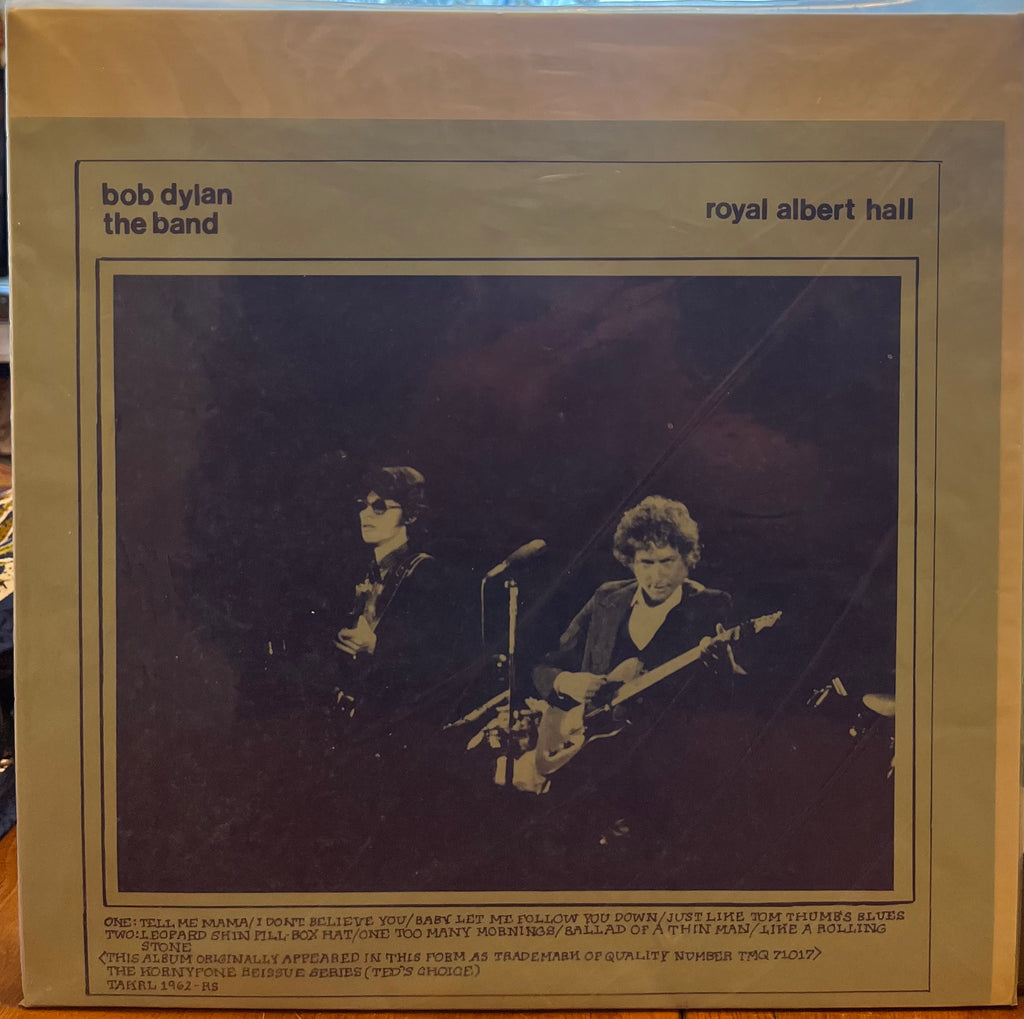 bob dylan
the band
royal albert hall
ONE: TELL ME MAMA/I DONT BELIEVE YOU/BABY LET ME FOLLOW YOU DOWN/JUST LIKE TOM THUMB'S BLUES
TWO: LEOPARD SKIN PILL-BOX HAT/ONE TOO MANY MORNINGS/BALLAD OF A THIN MAN/LIKE A ROLLING
STONE
<THIS ALBUM ORIGINALLY APPEARED IN THIS FORM AS TRADEMARK OF QUALITY NUMBER TMQ 71017>
THE KORNYFONE REISSUE SERIES (TED'S CHOICE)
TAKRL 1962-RS